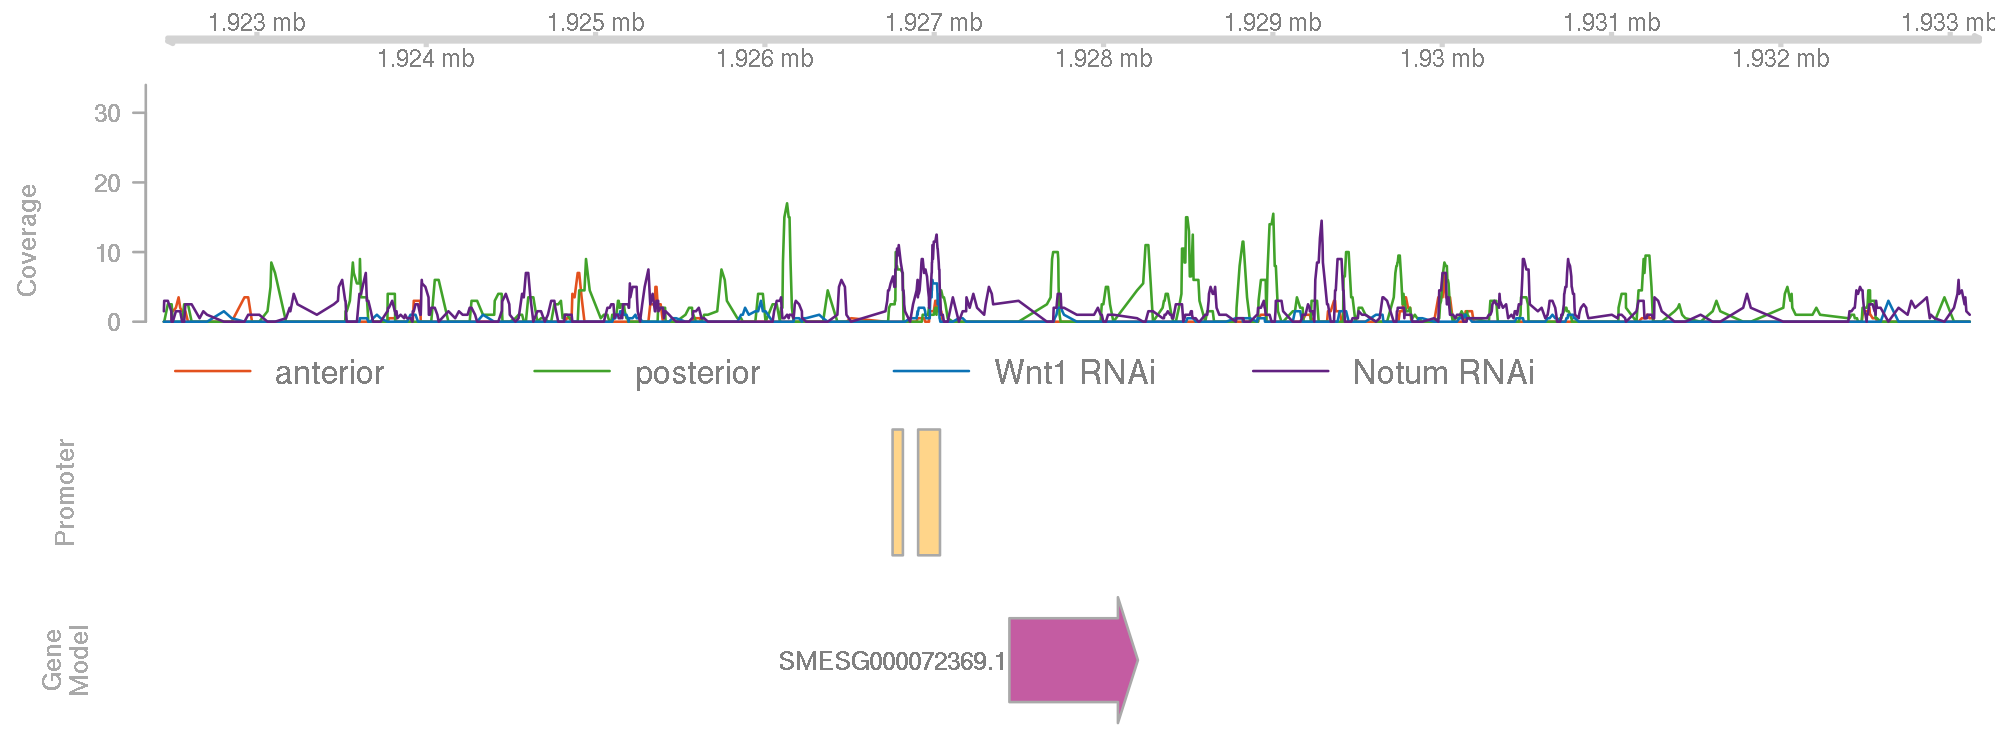 1.923 mb 1.925 mb 1.927 mb 1.929 mb 1.931 mb 1.933 mb
1.924 mb 1.926 mb 1.928 mb 1.93 mb 1.932 mb
Coverage
30
20
10
0
anterior posterior Wnt1 RNAi Notum RNAi
Promoter
Gene
Model
SMESG000072369.1